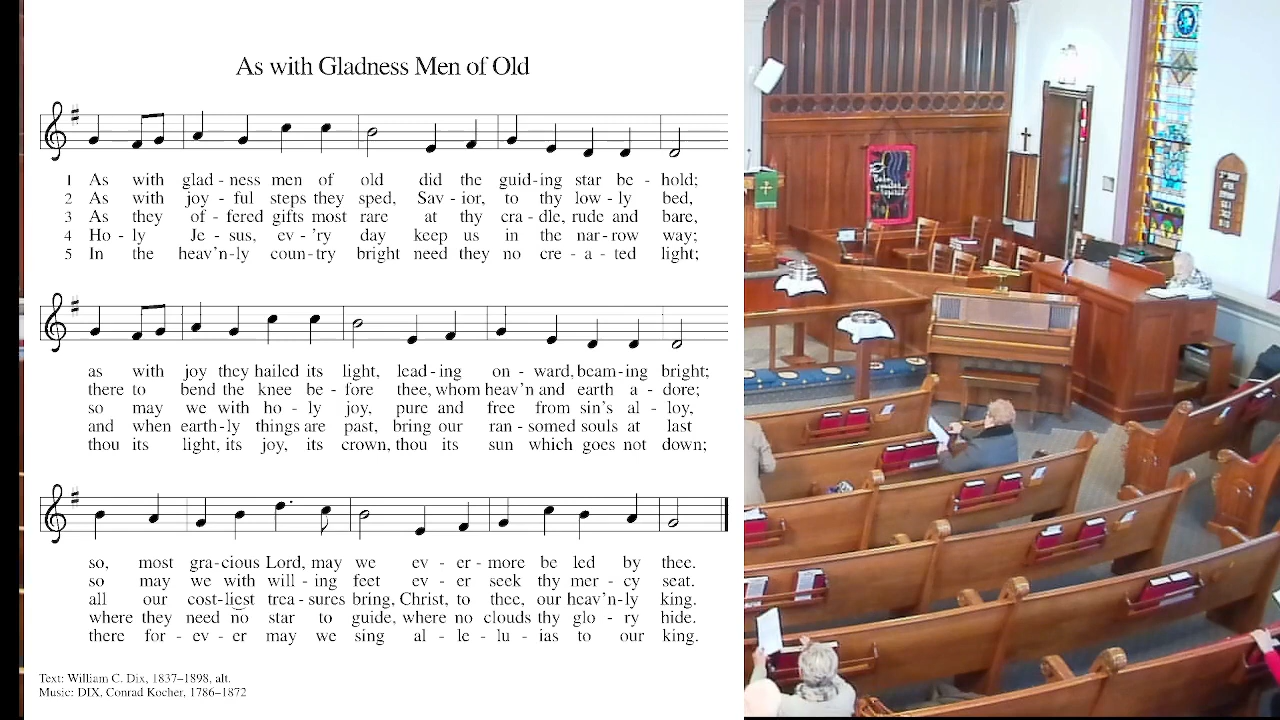 As with Gladness Men of Old
1 As with glad - ness men of old did the guid - ing star be - hold;
2 As with joy - ful steps they sped, Sav - ior, to thy low - ly bed,
3 As they of - fered gifts most rare at thy cra - dle, rude and bare,
4 Ho - ly Je - sus, ev - 'ry day keep us in the nar - row way;
5 In the heav'n - ly coun - try bright need they no cre - a - ted light;
as with joy they hailed its light, lead - ing on - ward, beam - ing bright;
there to bend the knee be - fore thee, whom heav'n and earth a - dore;
so may we with ho - ly joy, pure and free from sin's al - loy,
and when earth - ly things are past, bring our ran - somed souls at last
thou its light, its joy, its crown, thou its sun which goes not down;
so, most gra - cious Lord, may we ev - er - more be led by thee.
so may we with will - ing feet ev - er seek thy mer - cy seat.
all our cost - liest trea - sures bring, Christ, to thee, our heav'n - ly king.
where they need no star to guide, where no clouds thy glo - ry hide.
there for - ev - er may we sing al - le - lu - ias to our king.
Text: William C. Dix, 1837–1898, alt.
Music: DIX, Conrad Kocher, 1786–1872